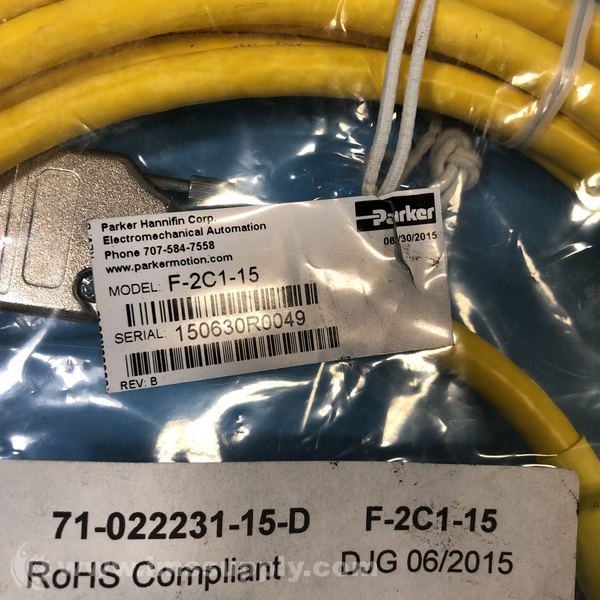 Parker Hannifin Corp.
Electromechanical Automation
Phone 707-584-7558
www.parkermotion.com
Parker
06/30/2015
MODEL: F-2C1-15
SERIAL: 150630R0049
REV: B
71-022231-15-D F-2C1-15
RoHS Compliant DJG 06/2015